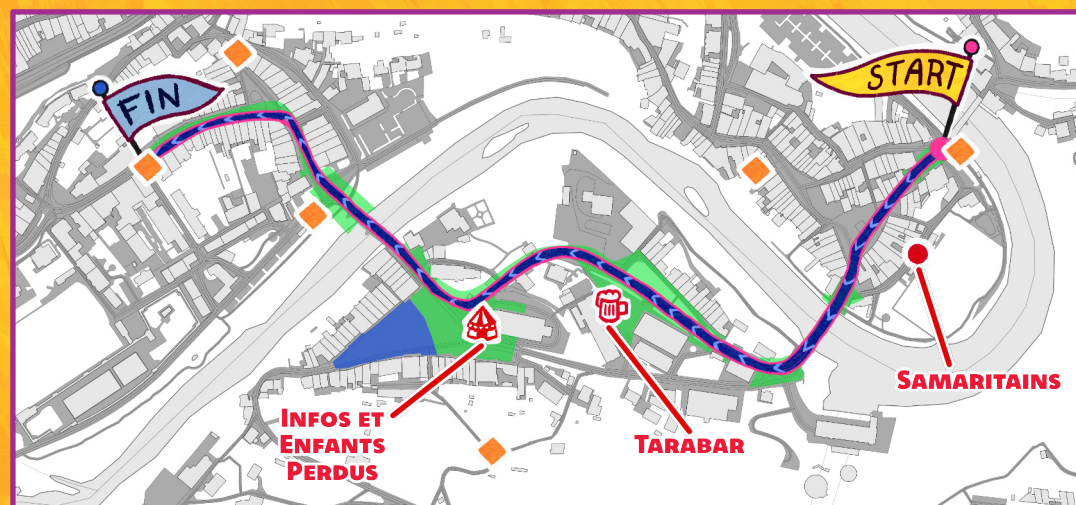 FIN
START
SAMARITAINS
INFOS ET
ENFANTS
PERDUS
TARABAR